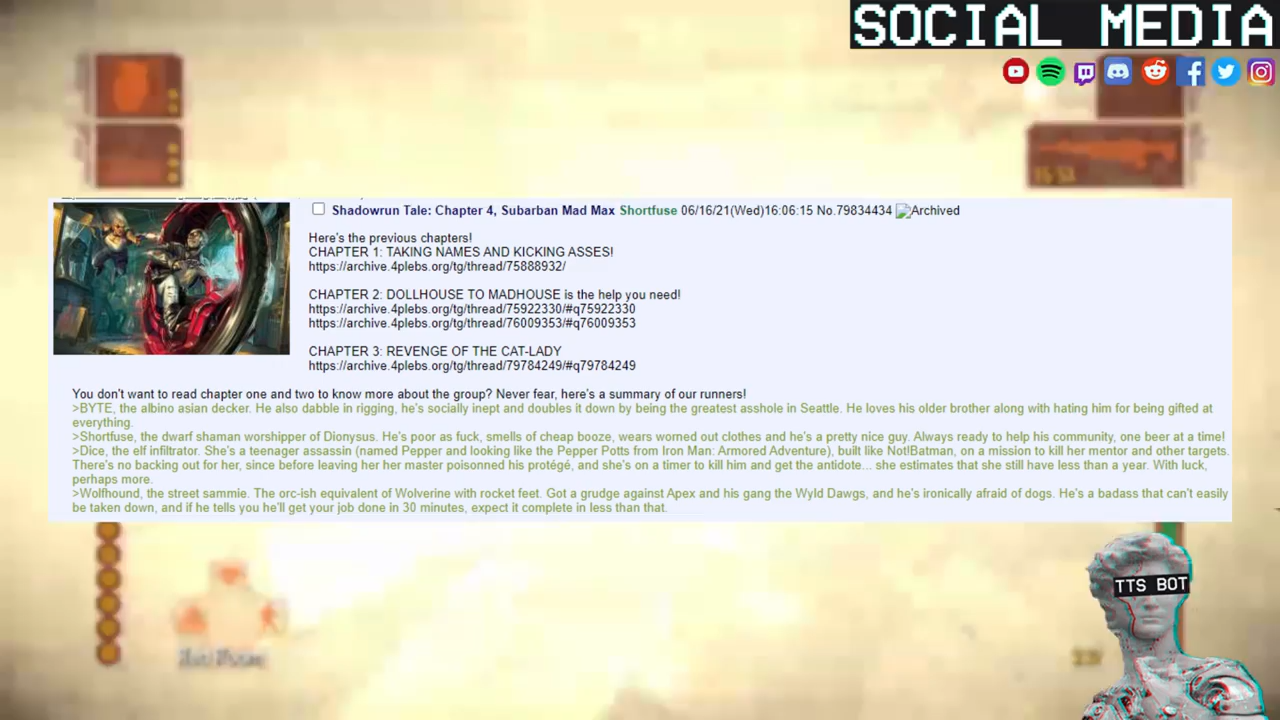 SOCIAL MEDIA
Shadowrun Tale: Chapter 4, Subarban Mad Max Shortfuse 06/16/21(Wed)16:06:15 No.79834434 Archived
Here's the previous chapters!
CHAPTER 1: TAKING NAMES AND KICKING ASSES!
https://archive.4plebs.org/tg/thread/75888932/
CHAPTER 2: DOLLHOUSE TO MADHOUSE is the help you need!
https://archive.4plebs.org/tg/thread/75922330/#q75922330
https://archive.4plebs.org/tg/thread/76009353/#q76009353
CHAPTER 3: REVENGE OF THE CAT-LADY
https://archive.4plebs.org/tg/thread/79784249/#q79784249
You don't want to read chapter one and two to know more about the group? Never fear, here's a summary of our runners!
>BYTE, the albino asian decker. He also dabble in rigging, he's socially inept and doubles it down by being the greatest asshole in Seattle. He loves his older brother along with hating him for being gifted at
everything.
>Shortfuse, the dwarf shaman worshipper of Dionysus. He's poor as fuck, smells of cheap booze, wears worned out clothes and he's a pretty nice guy. Always ready to help his community, one beer at a time!
>Dice, the elf infiltrator. She's a teenager assassin (named Pepper and looking like the Pepper Potts from Iron Man: Armored Adventure), built like Not!Batman, on a mission to kill her mentor and other targets.
There's no backing out for her, since before leaving her her master poisonned his protégé, and she's on a timer to kill him and get the antidote... she estimates that she still have less than a year. With luck,
perhaps more.
>Wolfhound, the street sammie. The orc-ish equivalent of Wolverine with rocket feet. Got a grudge against Apex and his gang the Wyld Dawgs, and he's ironically afraid of dogs. He's a badass that can't easily
be taken down, and if he tells you he'll get your job done in 30 minutes, expect it complete in less than that.
TTS BOT